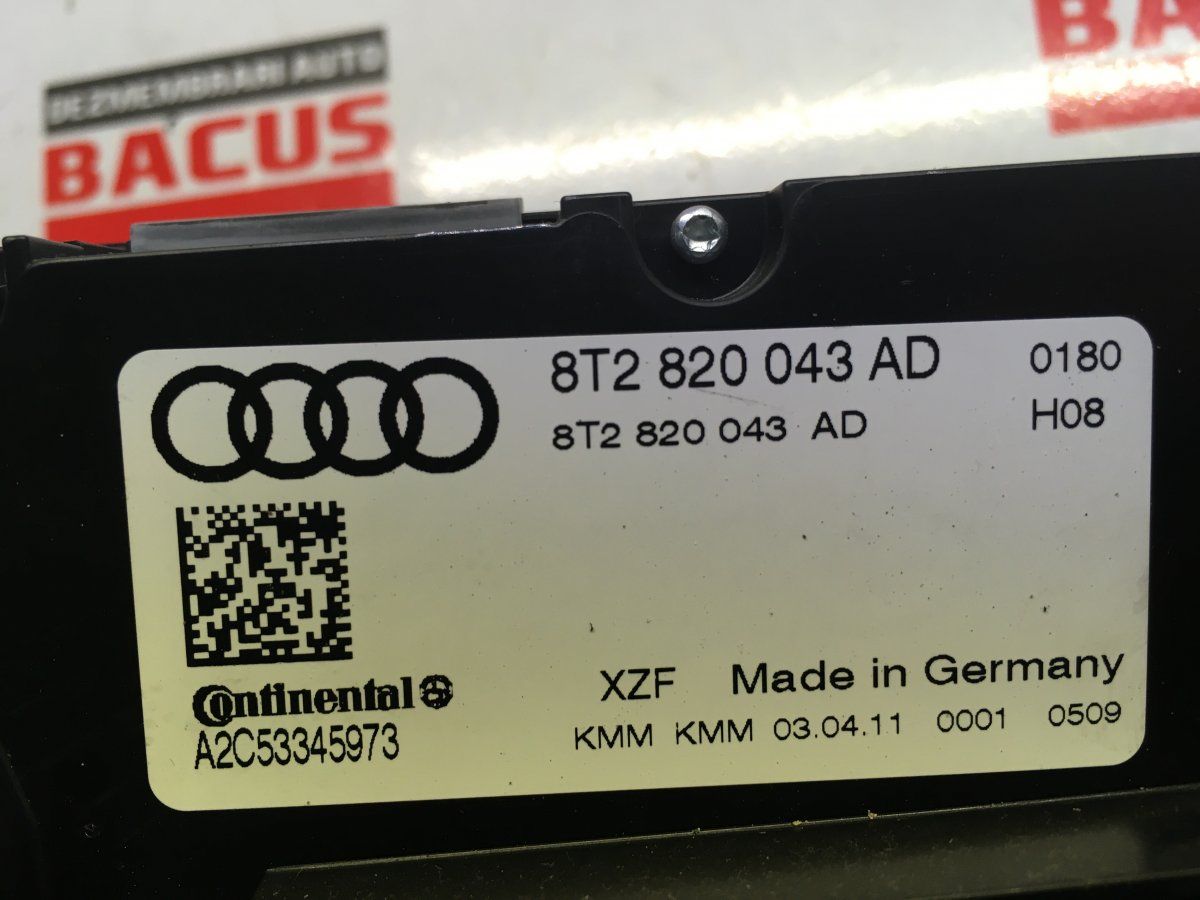 DEZMEMBRARI AUTO
BACUS
8T2 820 043 AD 0180
8T2 820 043 AD H08
Continental
A2C53345973
XZF Made in Germany
KMM KMM 03.04.11 0001 0509